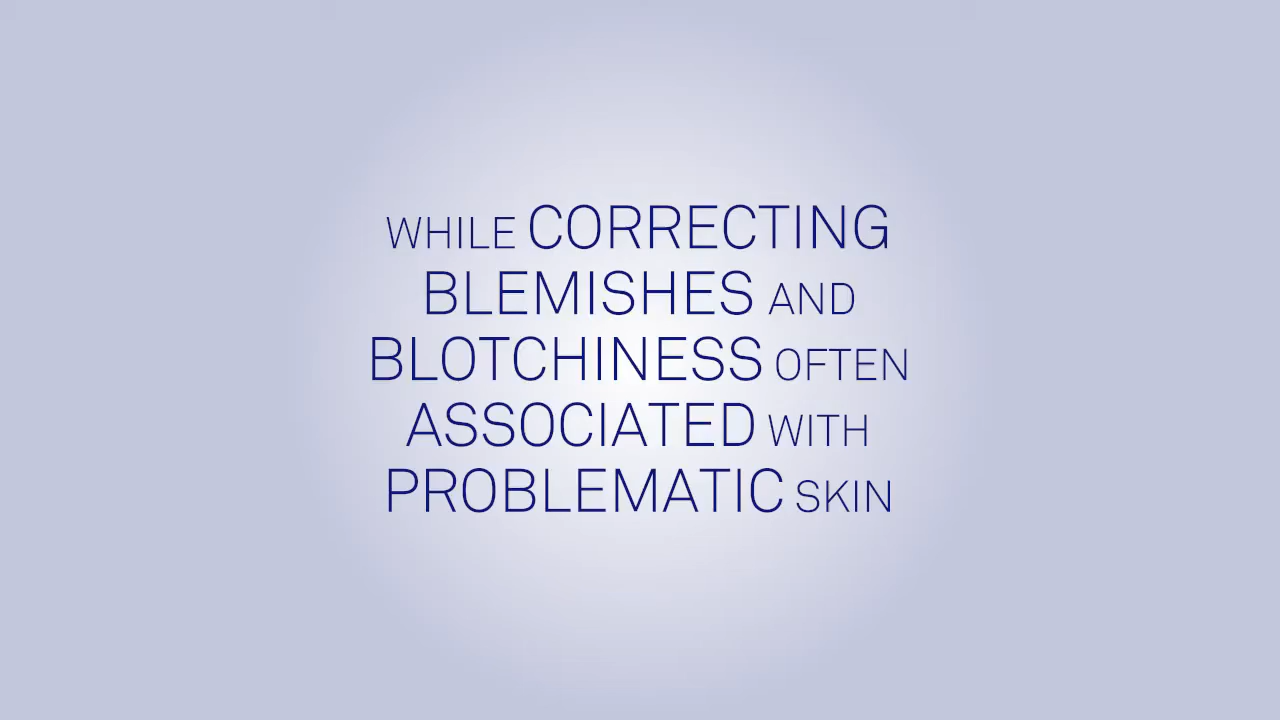 WHILE CORRECTING
BLEMISHES AND
BLOTCHINESS OFTEN
ASSOCIATED WITH
PROBLEMATIC SKIN